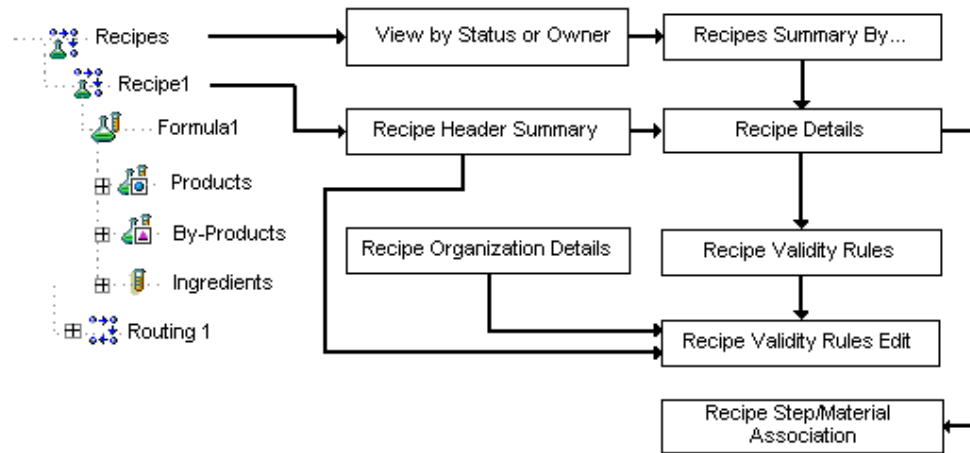 Recipes
View by Status or Owner
Recipes Summary By...
Recipe1
Recipe Header Summary
Recipe Details
Formula1
Products
By-Products
Recipe Organization Details
Recipe Validity Rules
Ingredients
Routing 1
Recipe Validity Rules Edit
Recipe Step/Material
Association